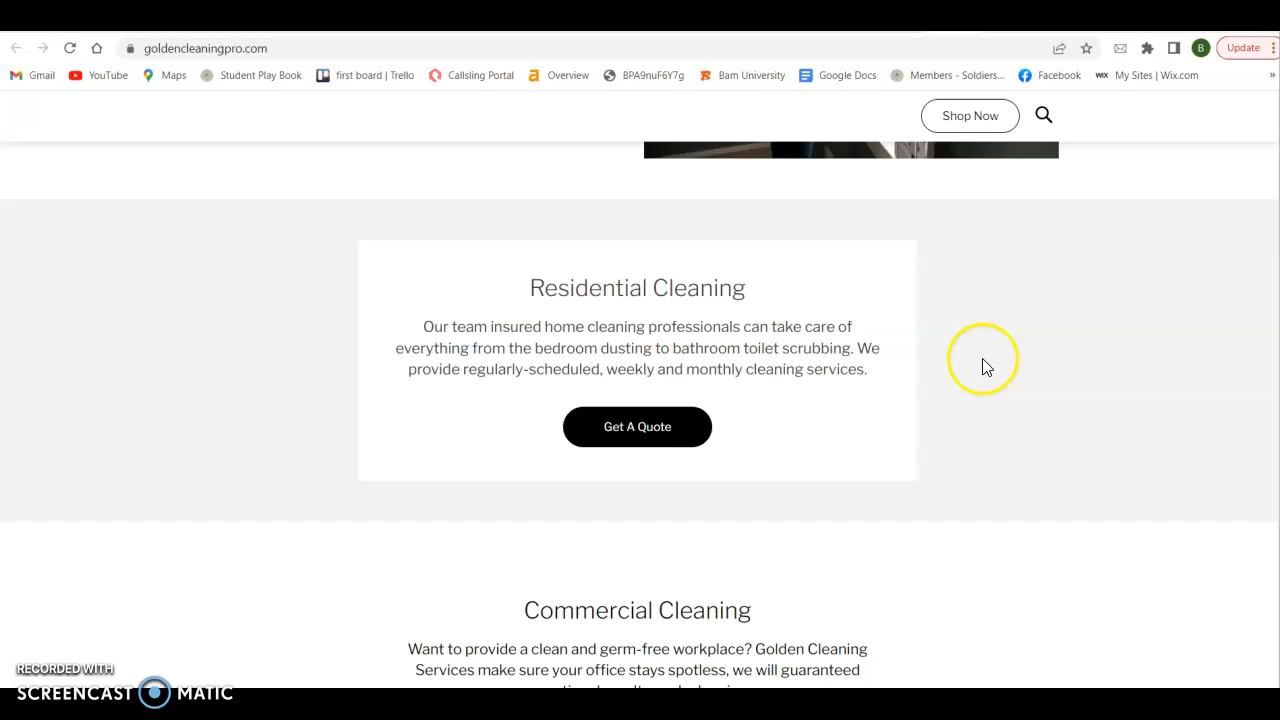 goldencleaningpro.com
B
Update
Gmail
YouTube
Maps
Student Play Book
first board | Trello
Callsling Portal
Overview
BPA9nuF6Y7g
Bam University
Google Docs
Members - Soldiers...
Facebook
WIX
My Sites | Wix.com
»
Shop Now
Residential Cleaning
Our team insured home cleaning professionals can take care of
everything from the bedroom dusting to bathroom toilet scrubbing. We
provide regularly-scheduled, weekly and monthly cleaning services.
Get A Quote
Commercial Cleaning
Want to provide a clean and germ-free workplace? Golden Cleaning
Services make sure your office stays spotless, we will guaranteed
RECORDED WITH
SCREENCAST MATIC